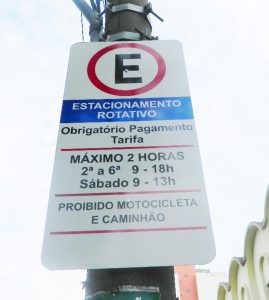 E
ESTACIONAMENTO
ROTATIVO
Obrigatório Pagamento
Tarifa
MÁXIMO 2 HORAS
2ª a 6ª 9 - 18h
Sábado 9 - 13h
PROIBIDO MOTOCICLETA
E CAMINHÃO